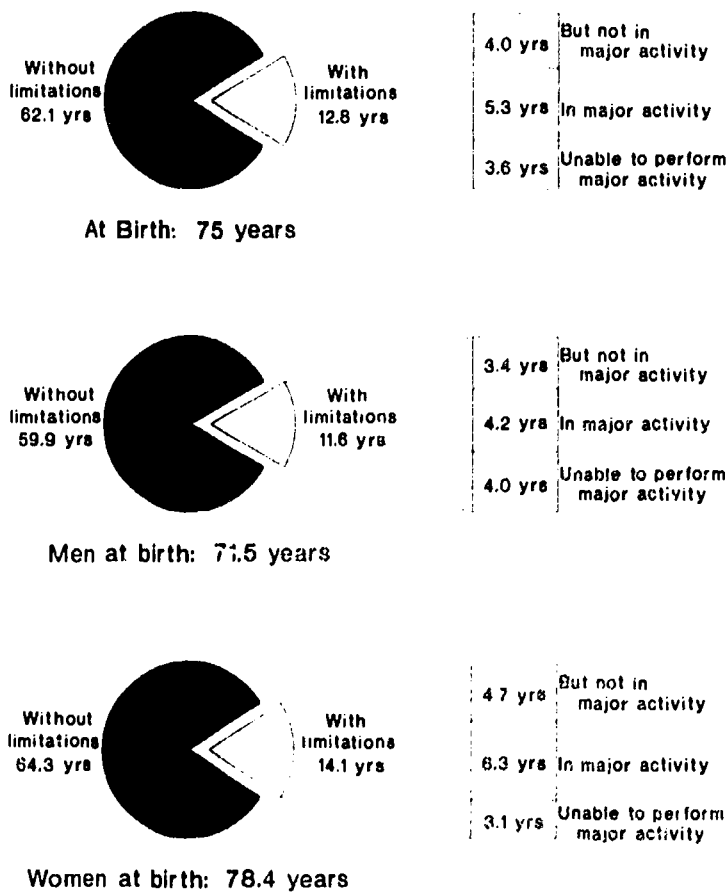 Without
limitations
62.1 yrs
With
limitations
12.8 yrs
4.0 yrs
But not in
major activity
5.3 yrs
In major activity
3.6 yrs
Unable to perform
major activity
At Birth: 75 years
Without
limitations
59.9 yrs
With
limitations
11.6 yrs
3.4 yrs
But not in
major activity
4.2 yrs
In major activity
4.0 yrs
Unable to perform
major activity
Men at birth: 71.5 years
Without
limitations
64.3 yrs
With
limitations
14.1 yrs
4.7 yrs
But not in
major activity
6.3 yrs
In major activity
3.1 yrs
Unable to perform
major activity
Women at birth: 78.4 years